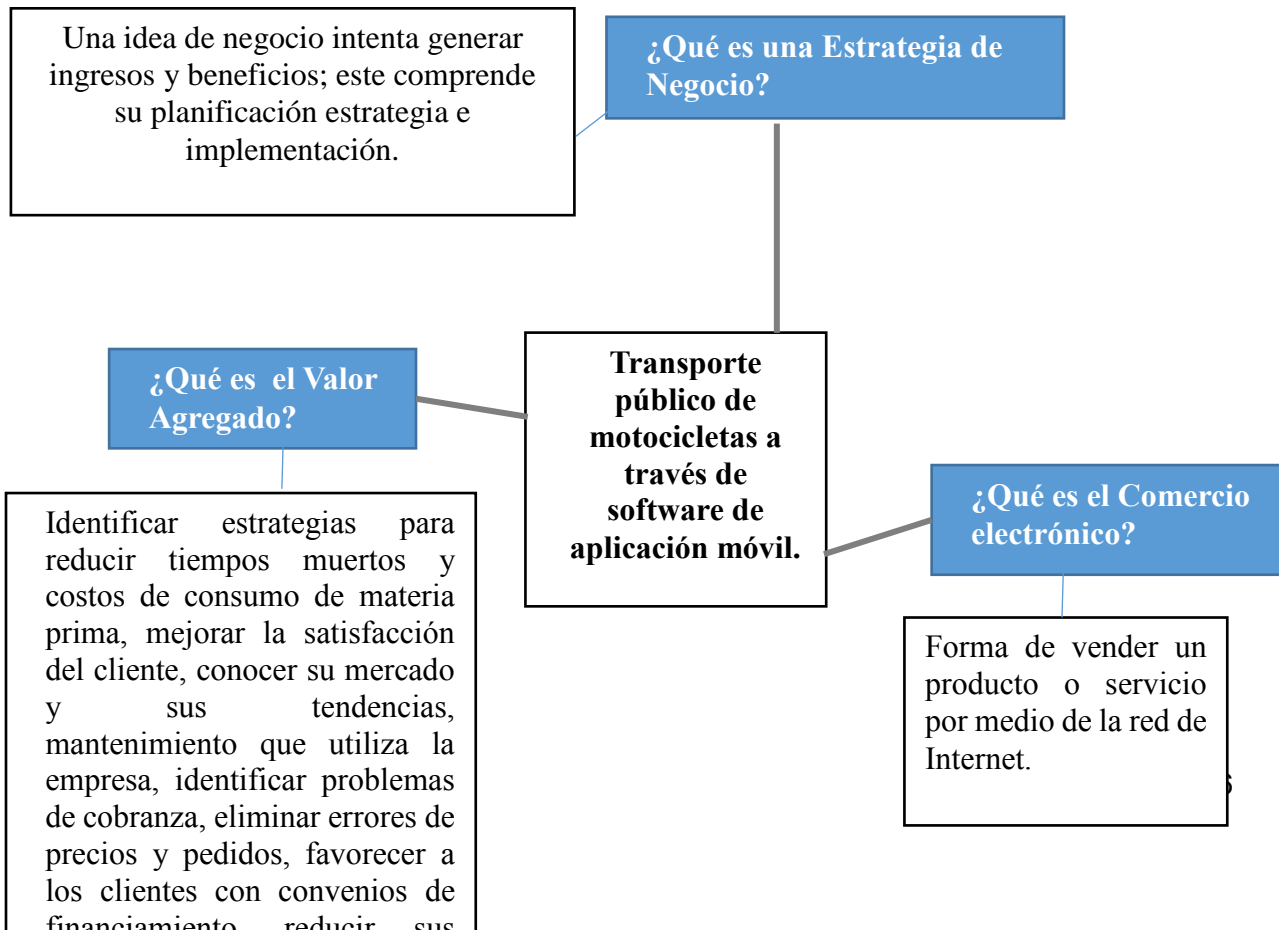 Una idea de negocio intenta generar
ingresos y beneficios; este comprende
su planificación estrategia e
implementación.
¿Qué es una Estrategia de
Negocio?
¿Qué es el Valor
Agregado?
Transporte
público de
motocicletas a
través de
software de
aplicación móvil.
¿Qué es el Comercio
electrónico?
Identificar estrategias para
reducir tiempos muertos y
costos de consumo de materia
prima, mejorar la satisfacción
del cliente, conocer su mercado
y sus tendencias,
mantenimiento que utiliza la
empresa, identificar problemas
de cobranza, eliminar errores de
precios y pedidos, favorecer a
los clientes con convenios de
financiamiento, reducir sus
Forma de vender un
producto o servicio
por medio de la red de
Internet.